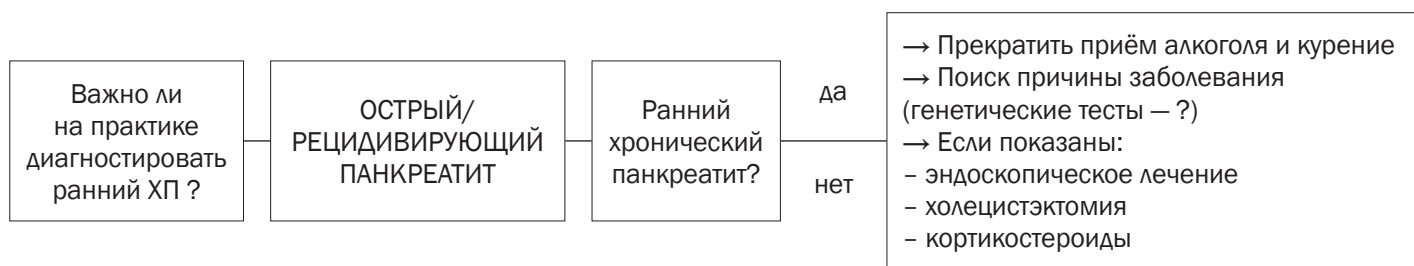 Важно ли
на практике
диагностировать
ранний ХП ?
ОСТРЫЙ/
РЕЦИДИВИРУЮЩИЙ
ПАНКРЕАТИТ
Ранний
хронический
панкреатит?
да
нет
→ Прекратить приём алкоголя и курение
→ Поиск причины заболевания
(генетические тесты — ?)
→ Если показаны:
– эндоскопическое лечение
– холецистэктомия
– кортикостероиды